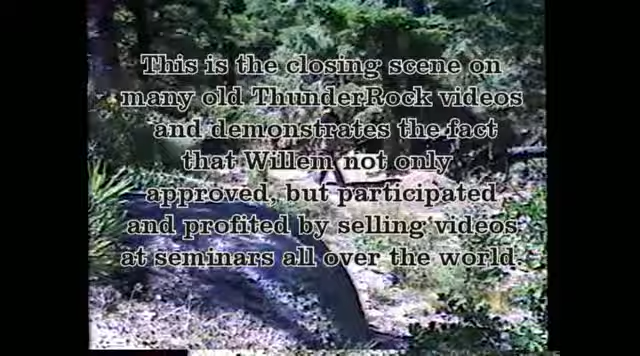 This is the closing scene on
many old ThunderRock videos
and demonstrates the fact
that Willem not only
approved, but participated
and profited by selling videos
at seminars all over the world.